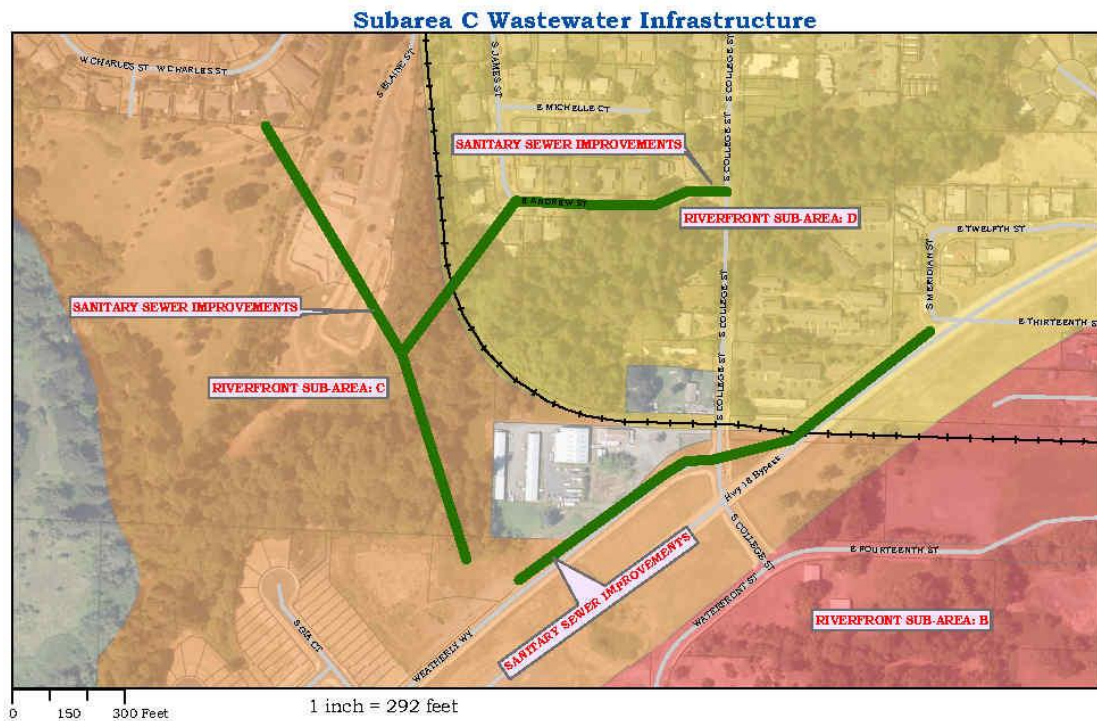 Subarea C Wastewater Infrastructure
W CHARLES ST W CHARLES ST
S BLAINE ST
S JAMES ST
S COLLEGE ST
S COLLEGE ST
E MICHELLE CT
SANITARY SEWER IMPROVEMENTS
E ANDREW ST
RIVERFRONT SUB-AREA: D
E TWELFTH ST
S MERIDIAN ST
S COLLEGE ST
SANITARY SEWER IMPROVEMENTS
E THIRTEENTH ST
S COLLEGE ST
RIVERFRONT SUB-AREA: C
S COLLEGE ST
Hwy 18 Bypass
S COLLEGE ST
E FOURTEENTH ST
SANITARY SEWER IMPROVEMENTS
WATERFRONT ST
RIVERFRONT SUB-AREA: B
WEATHERLY WY
0 150 300 Feet
1 inch = 292 feet